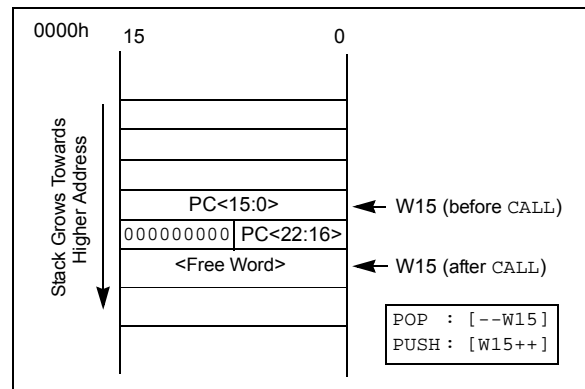 0000h
15 0
Stack Grows Towards
Higher Address
PC<15:0>
W15 (before CALL)
000000000 PC<22:16>
<Free Word>
W15 (after CALL)
POP : [--W15]
PUSH : [W15++]